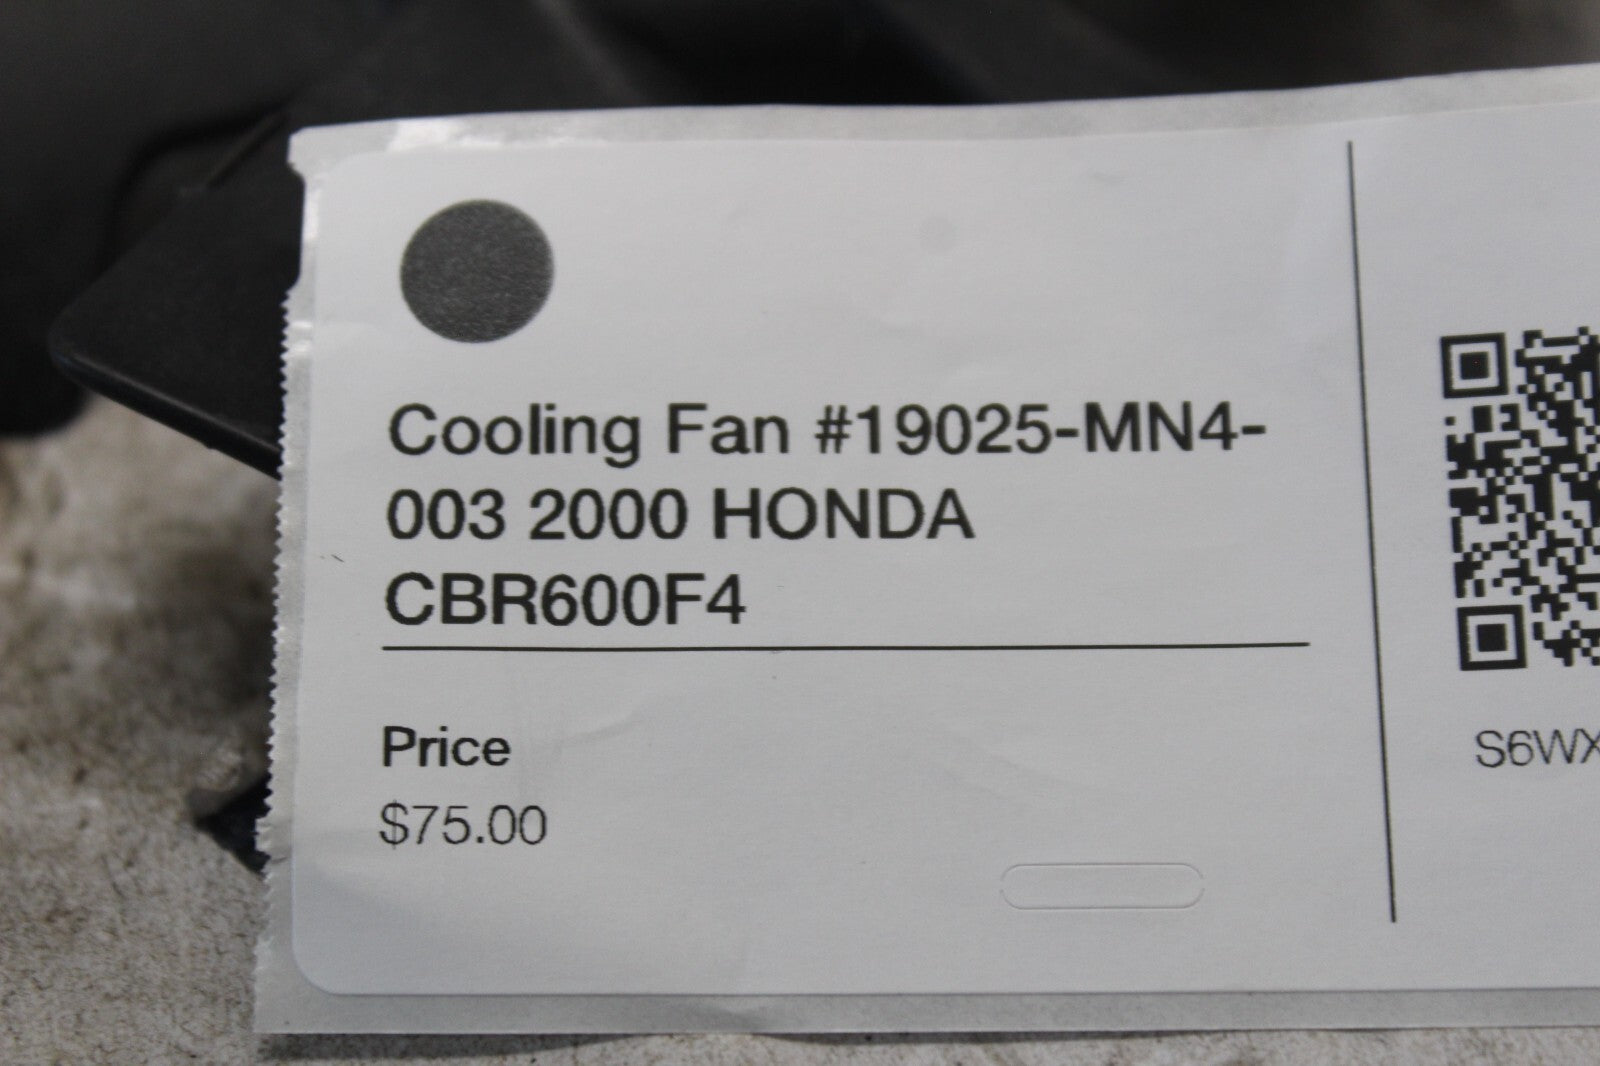 Cooling Fan #19025-MN4-
003 2000 HONDA
CBR600F4
Price
$75.00
S6WX